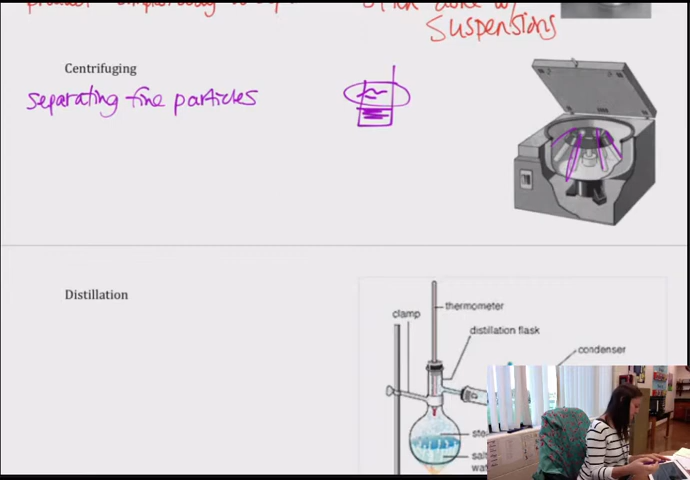 Suspensions
Centrifuging
separating fine particles
Distillation
thermometer
clamp
distillation flask
condenser